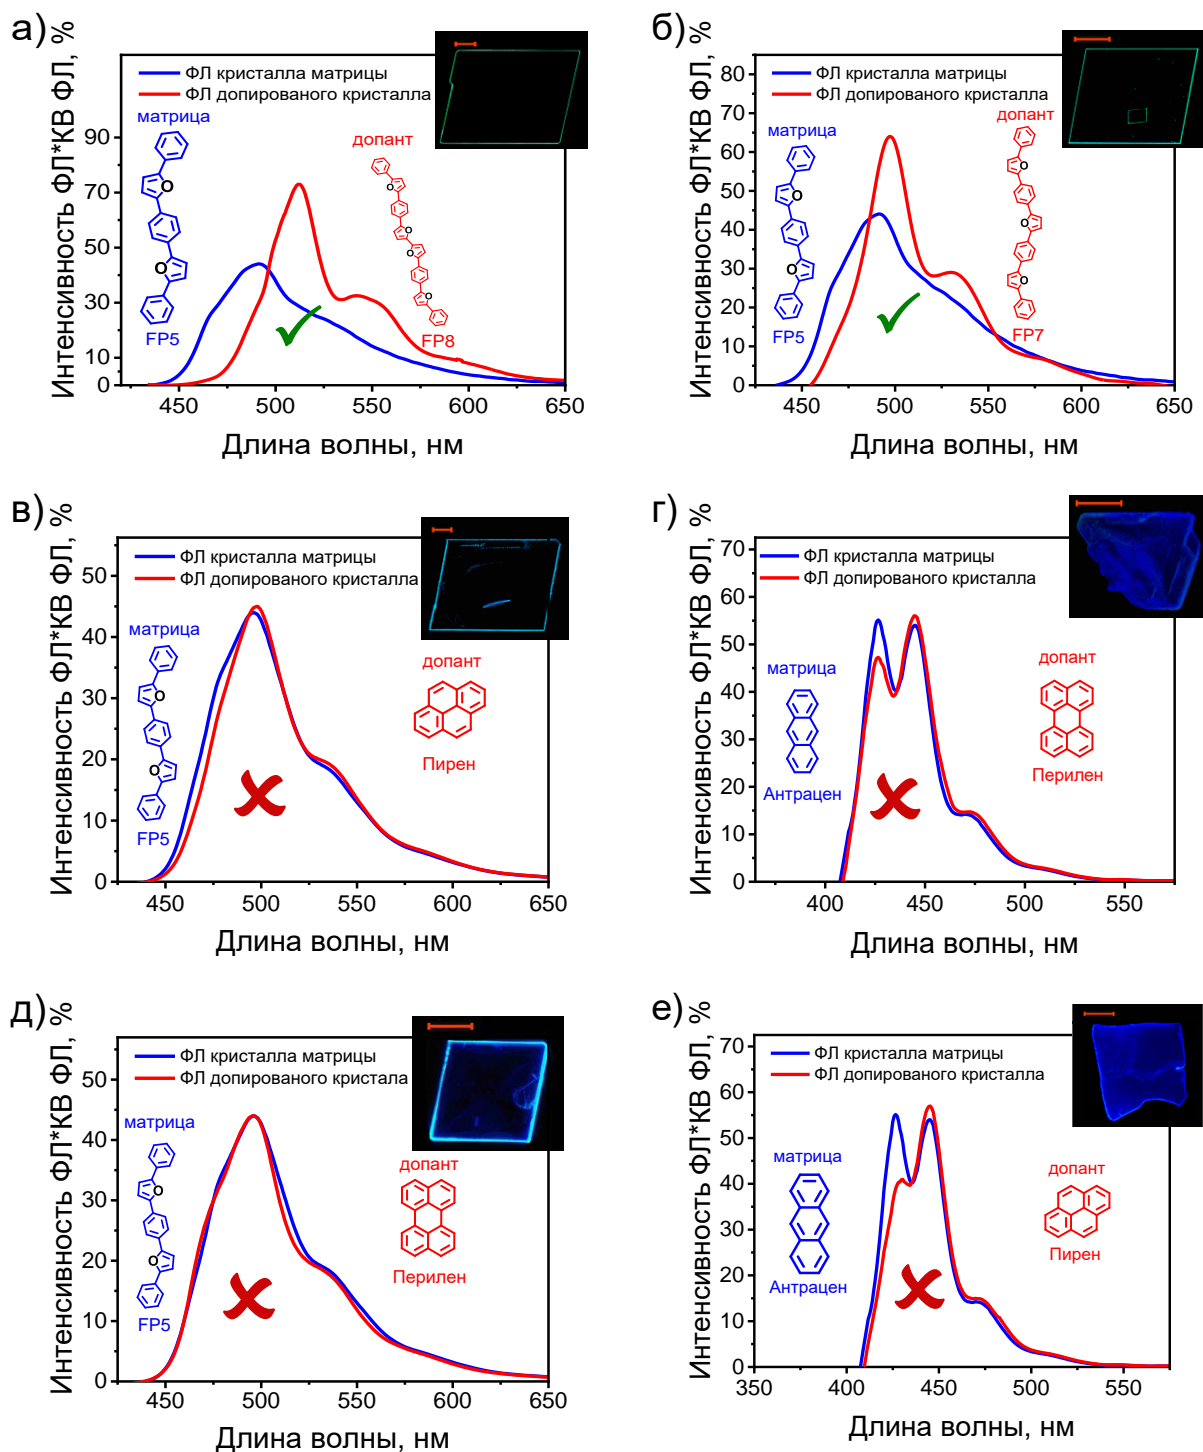 а)
Интенсивность ФЛ*КВ ФЛ, %
ФЛ кристалла матрицы
ФЛ допированого кристалла
матрица
допант
FP5
FP8
90
70
50
30
10
0
450 500 550 600 650
Длина волны, нм
б)
Интенсивность ФЛ*КВ ФЛ, %
ФЛ кристалла матрицы
ФЛ допированого кристалла
матрица
допант
FP5
FP7
80
70
60
50
40
30
20
10
0
450 500 550 600 650
Длина волны, нм
в)
Интенсивность ФЛ*КВ ФЛ, %
ФЛ кристалла матрицы
ФЛ допированого кристалла
матрица
допант
Пирен
FP5
50
40
30
20
10
0
450 500 550 600 650
Длина волны, нм
г)
Интенсивность ФЛ*КВ ФЛ, %
ФЛ кристалла матрицы
ФЛ допированого кристалла
матрица
допант
Антрацен
Перилен
70
60
50
40
30
20
10
0
400 450 500 550
Длина волны, нм
д)
Интенсивность ФЛ*КВ ФЛ, %
ФЛ кристалла матрицы
ФЛ допированого кристала
матрица
допант
Перилен
FP5
50
40
30
20
10
0
450 500 550 600 650
Длина волны, нм
е)
Интенсивность ФЛ*КВ ФЛ, %
ФЛ кристалла матрицы
ФЛ допированого кристалла
матрица
допант
Антрацен
Пирен
70
60
50
40
30
20
10
0
350 400 450 500 550
Длина волны, нм